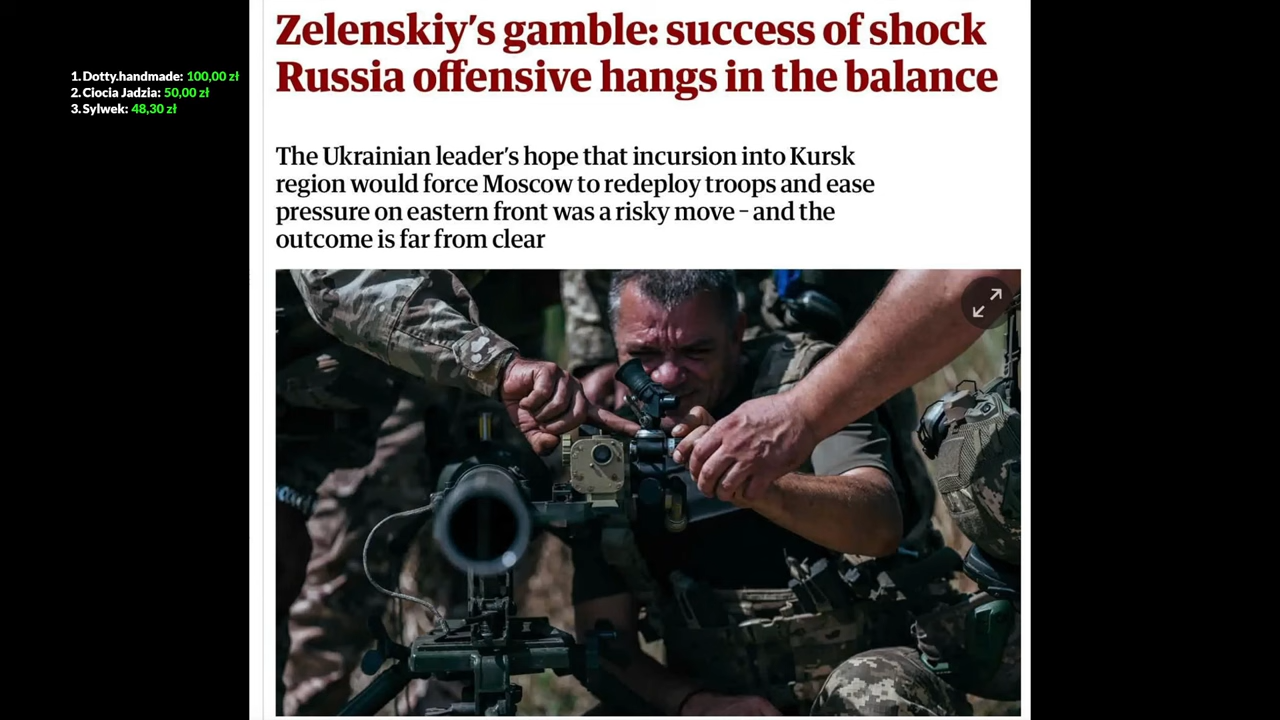 Zelenskiy’s gamble: success of shock
Russia offensive hangs in the balance
1. Dotty.handmade: 100,00 zł
2. Ciocia Jadzia: 50,00 zł
3. Sylwek: 48,30 zł
The Ukrainian leader’s hope that incursion into Kursk
region would force Moscow to redeploy troops and ease
pressure on eastern front was a risky move – and the
outcome is far from clear